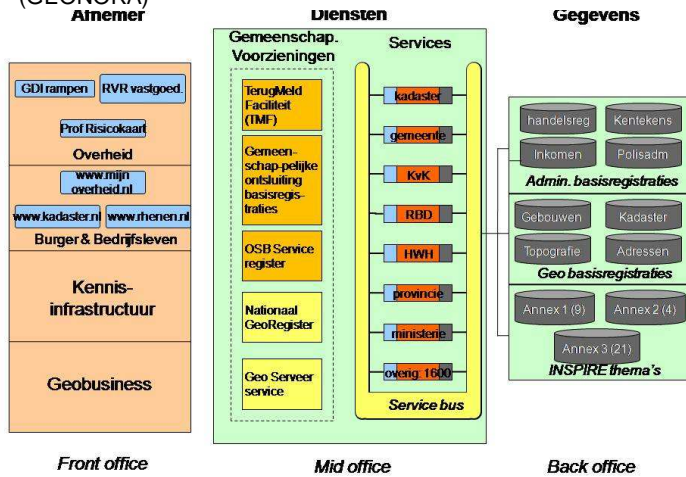 (GEONORA)
Afnemer
Diensten
Gegevens
GDI rampen
RVR vastgoed.
Prof Risicokaart
Overheid
www.mijn
overheid.nl
www.kadaster.nl
www.rhenen.nl
Burger & Bedrijfsleven
Kennis-
infrastructuur
Geobusiness
Front office
Gemeenschap.
Voorzieningen
TerugMeld
Faciliteit
(TMF)
Gemeen-
schap-pelijke
ontsluiting
basisregis-
traties
OSB Service
register
Nationaal
GeoRegister
Geo Serveer
service
Services
kadaster
gemeente
KvK
RBD
HWH
provincie
ministerie
overig: 1600
Service bus
Mid office
handelsreg
Kentekens
Inkomen
Polisadm
Admin. basisregistraties
Gebouwen
Kadaster
Topografie
Adressen
Geo basisregistraties
Annex 1 (9)
Annex 2 (4)
Annex 3 (21)
INSPIRE thema's
Back office